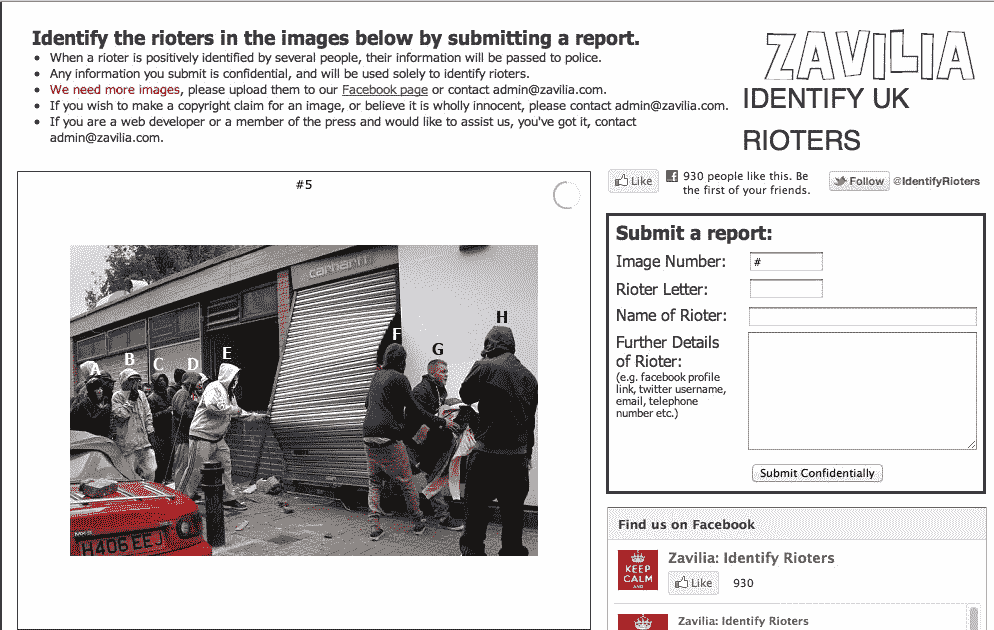 Identify the rioters in the images below by submitting a report.
When a rioter is positively identified by several people, their information will be passed to police.
Any information you submit is confidential, and will be used solely to identify rioters.
We need more images, please upload them to our Facebook page or contact admin@zavilia.com.
If you wish to make a copyright claim for an image, or believe it is wholly innocent, please contact admin@zavilia.com.
If you are a web developer or a member of the press and would like to assist us, you've got it, contact
admin@zavilia.com.
ZAVILIA
IDENTIFY UK
RIOTERS
Like
930 people like this. Be
the first of your friends.
Follow @IdentifyRioters
#5
carhartt
A B C D E F G H
H406 EEJ
Submit a report:
Image Number: #
Rioter Letter:
Name of Rioter:
Further Details
of Rioter:
(e.g. facebook profile
link, twitter username,
email, telephone
number etc.)
Submit Confidentially
Find us on Facebook
KEEP
CALM
AND
Zavilia: Identify Rioters
Like 930
KEEP
Zavilia: Identify Rioters